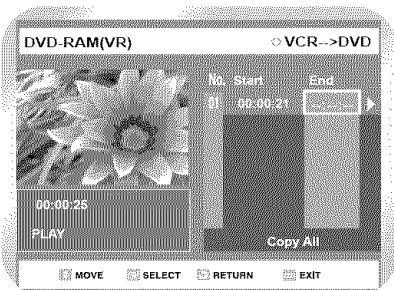 DVD-RAM(VR) VCR-->DVD
No. Start End
01 00:00:21 --:--:--
00:00:25
PLAY
Copy All
MOVE SELECT RETURN EXIT